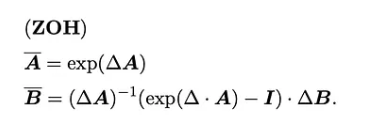 (ZOH)
A̅ = exp(ΔA)
B̅ = (ΔA)⁻¹(exp(Δ · A) − I) · ΔB.